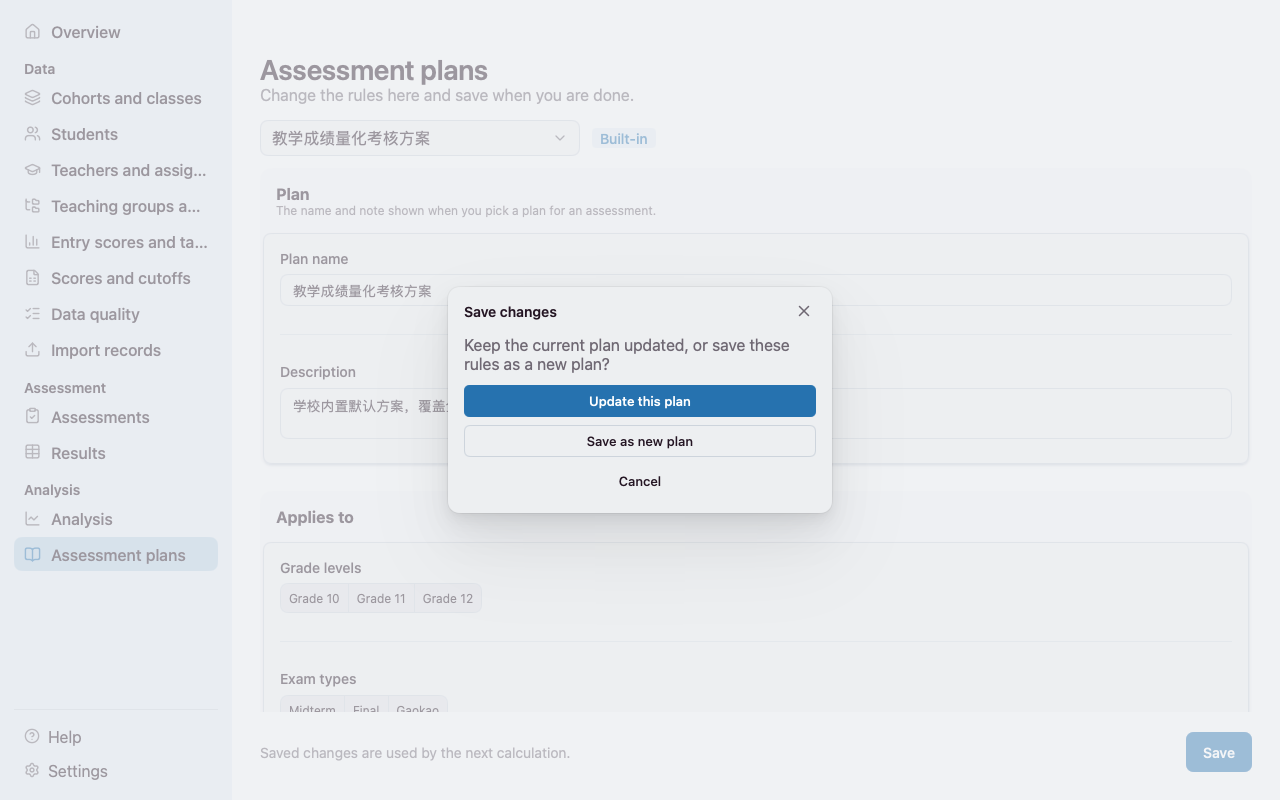 Overview
Data
Cohorts and classes
Students
Teachers and assig...
Teaching groups a...
Entry scores and ta...
Scores and cutoffs
Data quality
Import records
Assessment
Assessments
Results
Analysis
Analysis
Assessment plans
Help
Settings
Assessment plans
Change the rules here and save when you are done.
教学成绩量化考核方案
Built-in
Plan
The name and note shown when you pick a plan for an assessment.
Plan name
教学成绩量化考核方案
Description
学校内置默认方案，覆盖
Save changes
Keep the current plan updated, or save these
rules as a new plan?
Update this plan
Save as new plan
Cancel
Applies to
Grade levels
Grade 10 Grade 11 Grade 12
Exam types
Midterm Final Gaokao
Saved changes are used by the next calculation.
Save